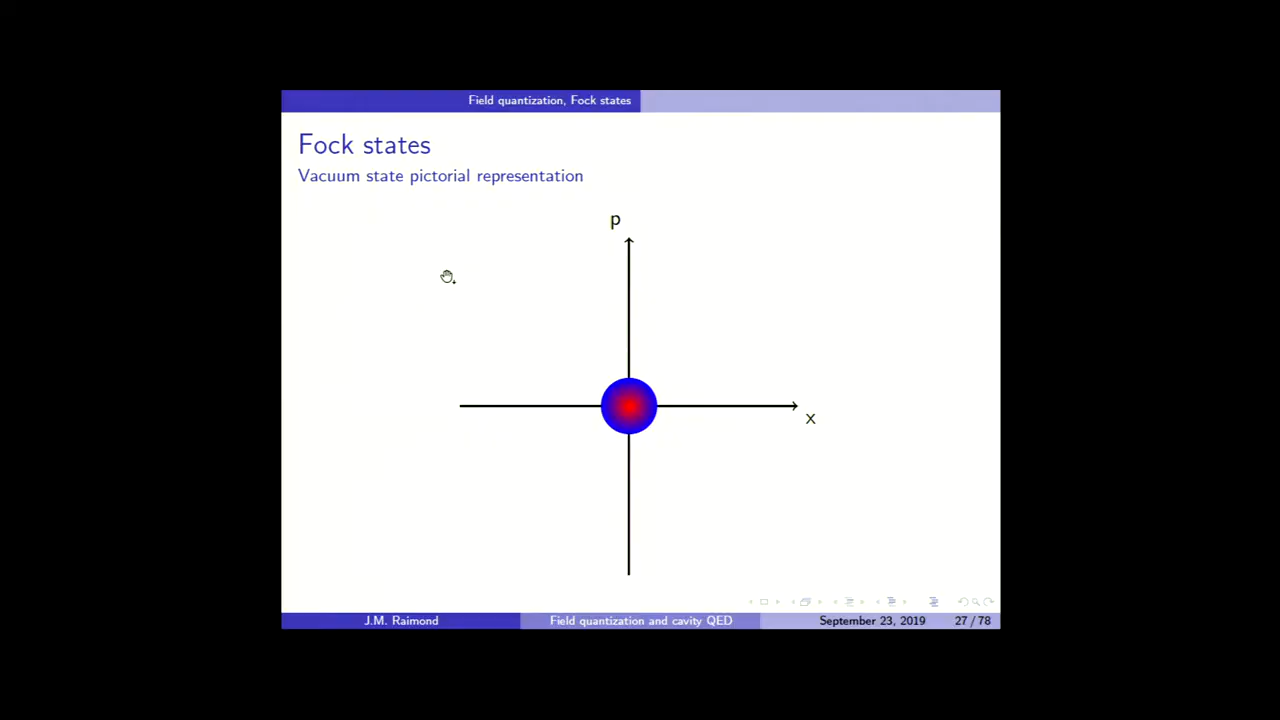 Field quantization, Fock states
Fock states
Vacuum state pictorial representation
p
x
J.M. Raimond
Field quantization and cavity QED
September 23, 2019
27 / 78